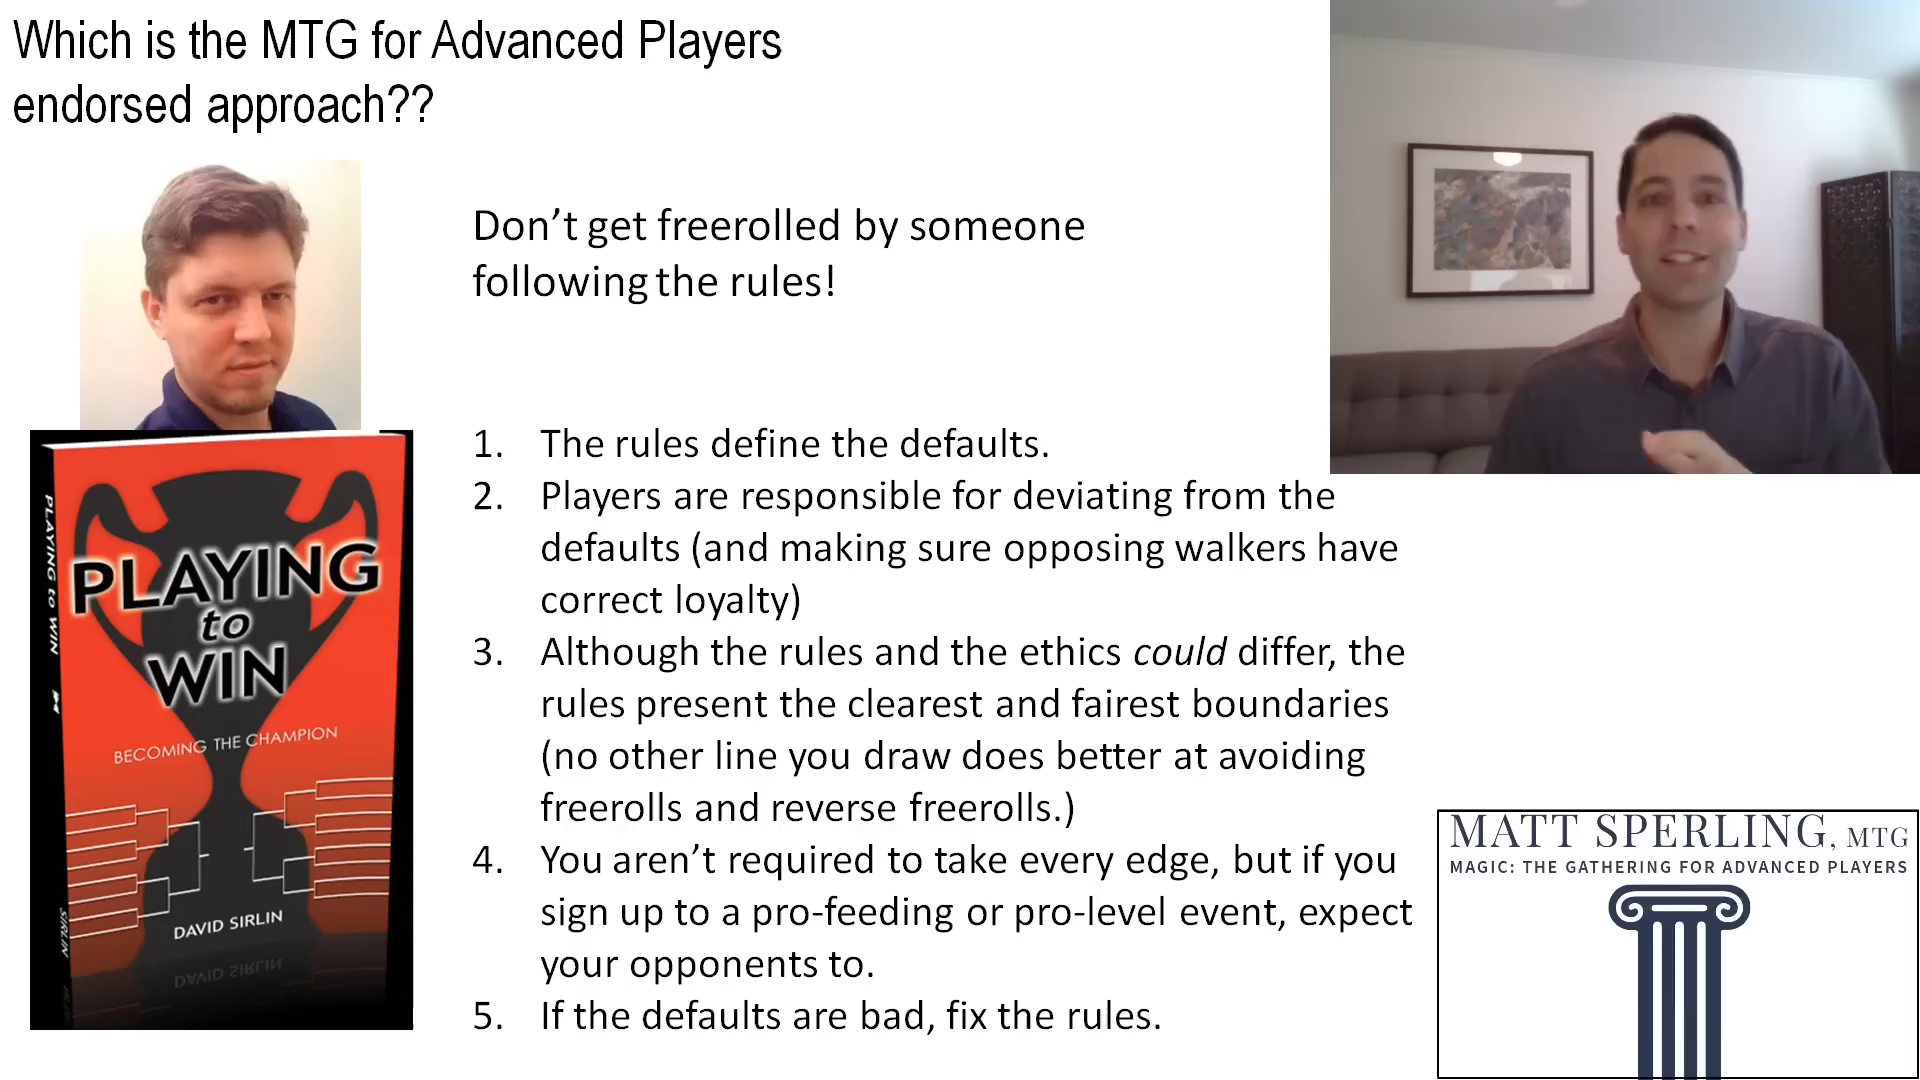 Which is the MTG for Advanced Players
endorsed approach??
Don’t get freerolled by someone
following the rules!
1. The rules define the defaults.
2. Players are responsible for deviating from the
defaults (and making sure opposing walkers have
correct loyalty)
3. Although the rules and the ethics could differ, the
rules present the clearest and fairest boundaries
(no other line you draw does better at avoiding
freerolls and reverse freerolls.)
4. You aren’t required to take every edge, but if you
sign up to a pro-feeding or pro-level event, expect
your opponents to.
5. If the defaults are bad, fix the rules.
PLAYING to WIN
SIRLIN
PLAYING
to
WIN
BECOMING THE CHAMPION
DAVID SIRLIN
MATT SPERLING, MTG
MAGIC: THE GATHERING FOR ADVANCED PLAYERS